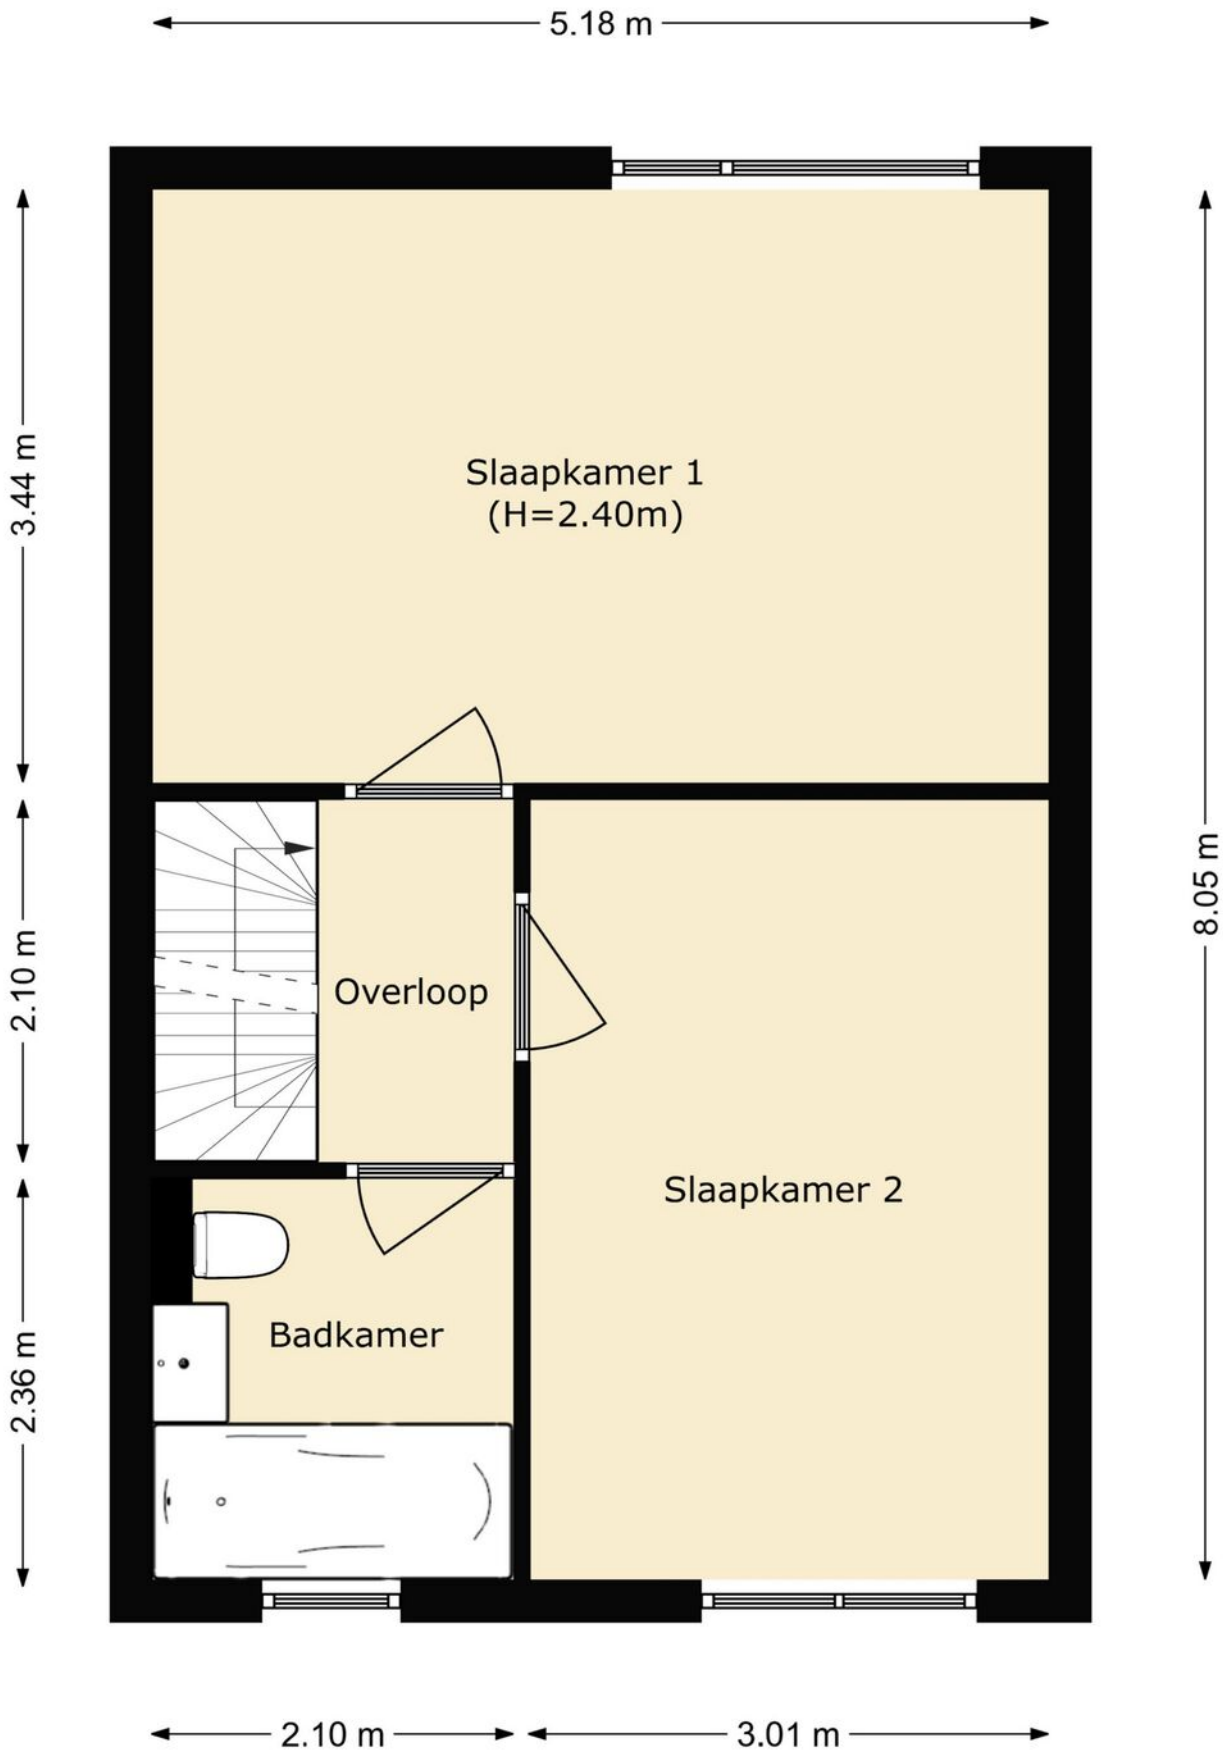 5.18 m
3.44 m
Slaapkamer 1
(H=2.40m)
8.05 m
2.10 m
Overloop
Slaapkamer 2
2.36 m
Badkamer
2.10 m
3.01 m